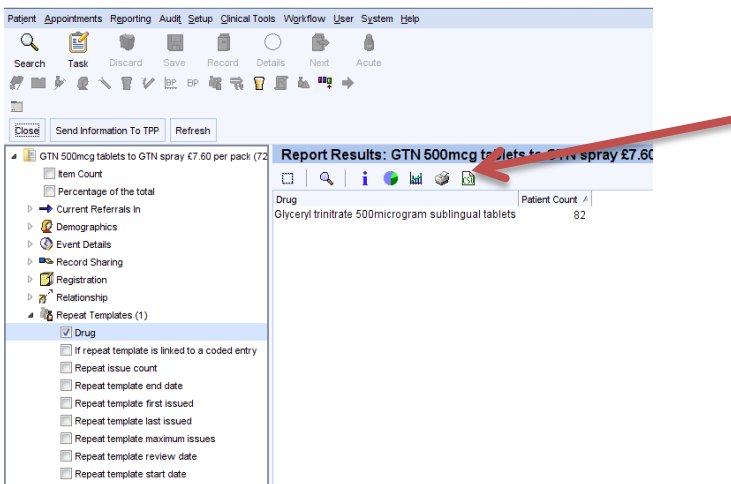 Patient Appointments Reporting Audit Setup Clinical Tools Workflow User System Help
Search Task Discard Save Record Details Next Acute
BP BP
Close Send Information To TPP Refresh
GTN 500mcg tablets to GTN spray £7.60 per pack (72
Item Count
Percentage of the total
Current Referrals In
Demographics
Event Details
Record Sharing
Registration
Relationship
Repeat Templates (1)
Drug
If repeat template is linked to a coded entry
Repeat issue count
Repeat template end date
Repeat template first issued
Repeat template last issued
Repeat template maximum issues
Repeat template review date
Repeat template start date
Report Results: GTN 500mcg tablets to GTN spray £7.60
CSV
Drug Patient Count
Glyceryl trinitrate 500microgram sublingual tablets 82